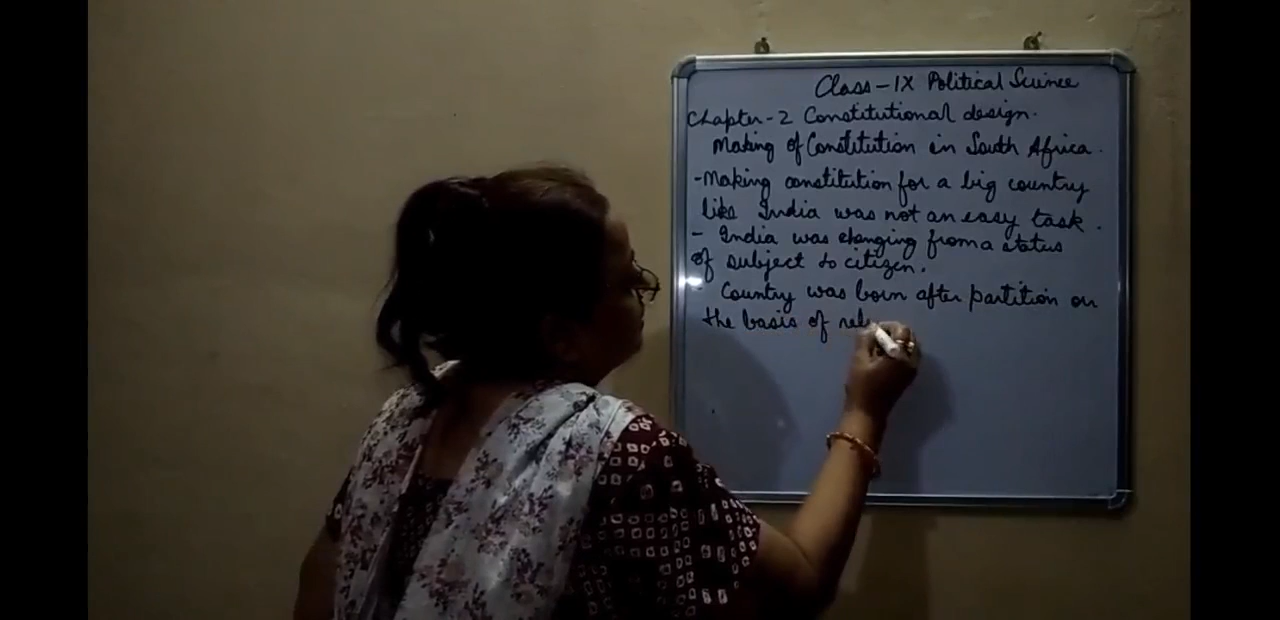 Class-IX Political Science
Chapter-2 Constitutional design.
Making of Constitution in South Africa.
-Making constitution for a big country
like India was not an easy task.
- India was changing from a status
of subject to citizen.
- Country was born after partition on
the basis of rel